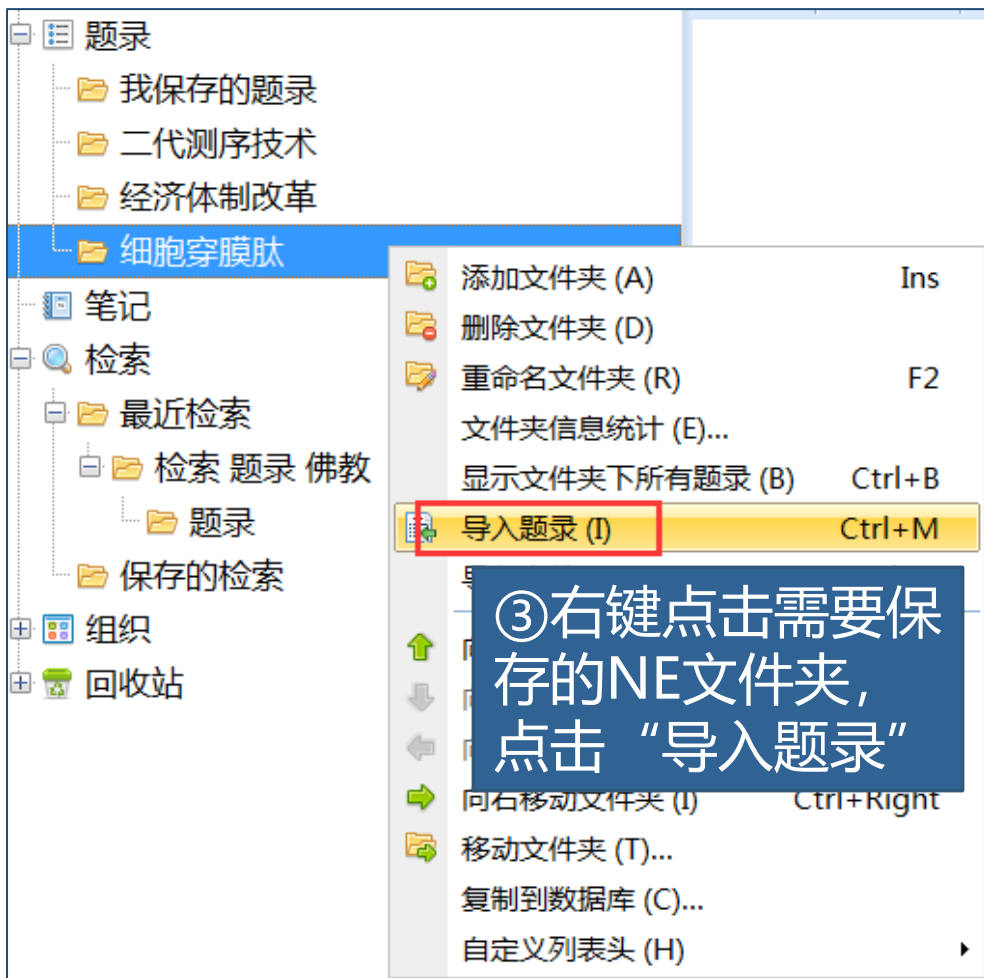 题录
我保存的题录
二代测序技术
经济体制改革
细胞穿膜肽
笔记
检索
最近检索
检索 题录 佛教
题录
保存的检索
组织
回收站
添加文件夹 (A) Ins
删除文件夹 (D)
重命名文件夹 (R) F2
文件夹信息统计 (E)...
显示文件夹下所有题录 (B) Ctrl+B
导入题录 (I) Ctrl+M
③右键点击需要保
存的NE文件夹，
点击“导入题录”
向右移动文件夹 (I) Ctrl+Right
移动文件夹 (T)...
复制到数据库 (C)...
自定义列表头 (H)